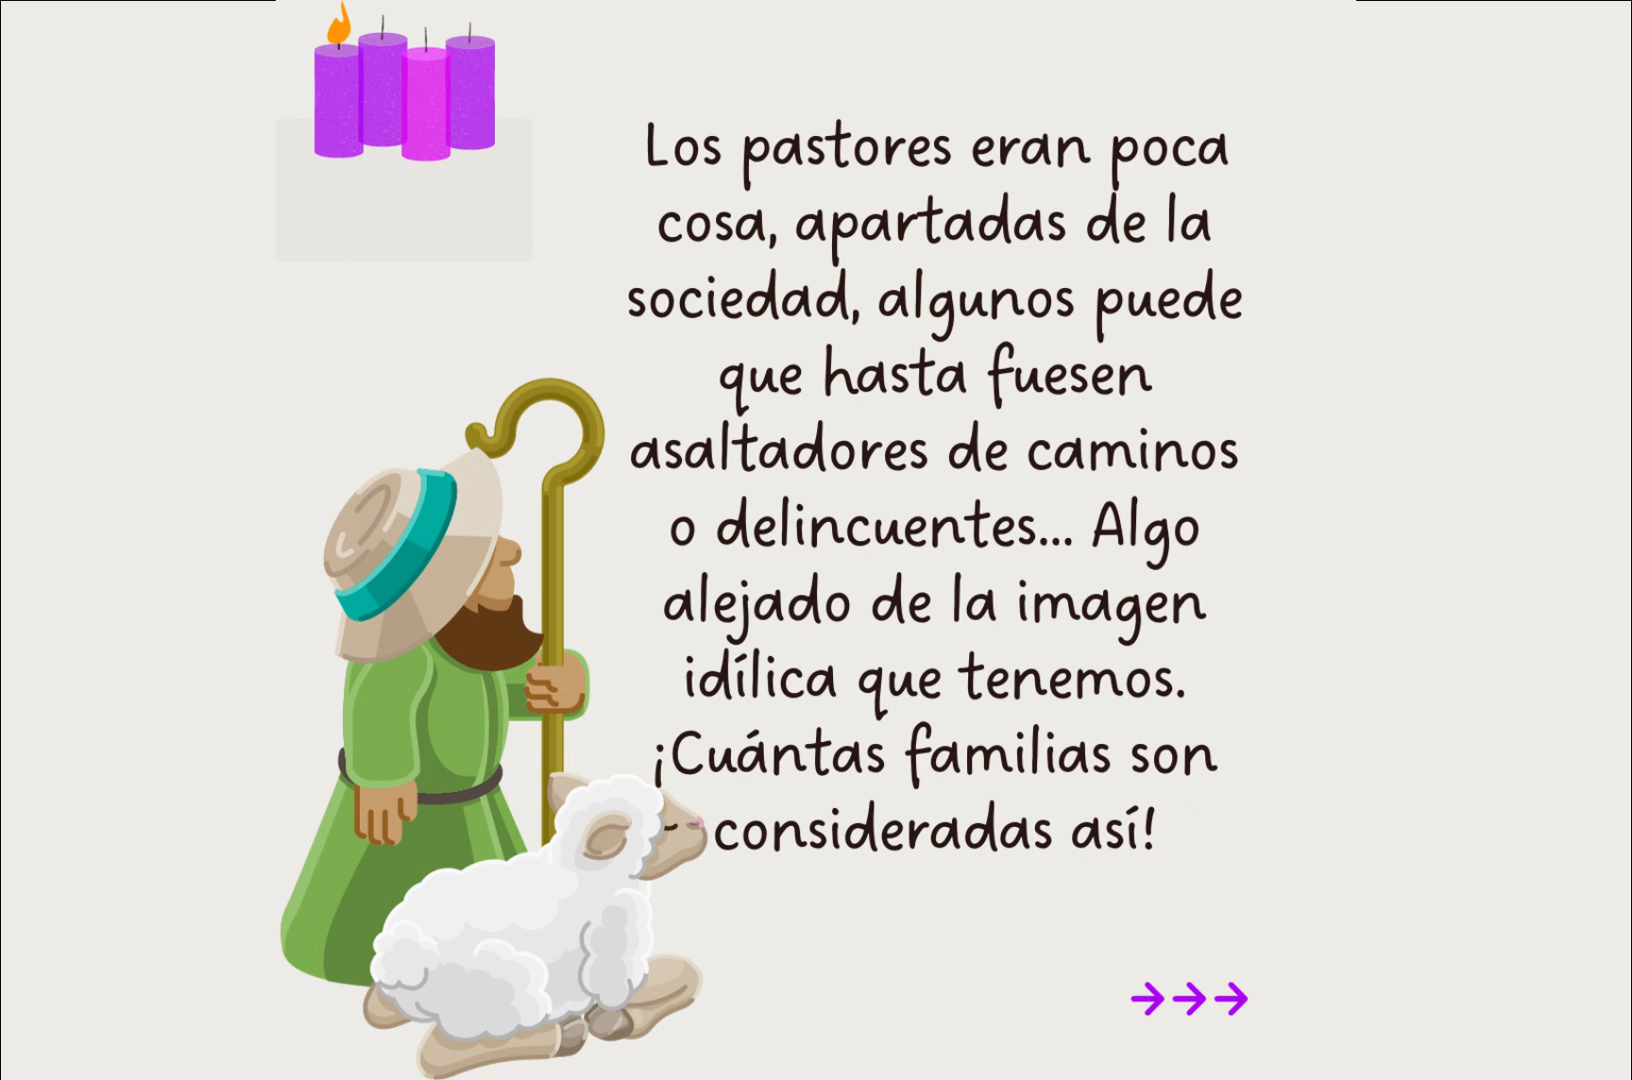 Los pastores eran poca
cosa, apartadas de la
sociedad, algunos puede
que hasta fuesen
asaltadores de caminos
o delincuentes... Algo
alejado de la imagen
idílica que tenemos.
¡Cuántas familias son
consideradas así!